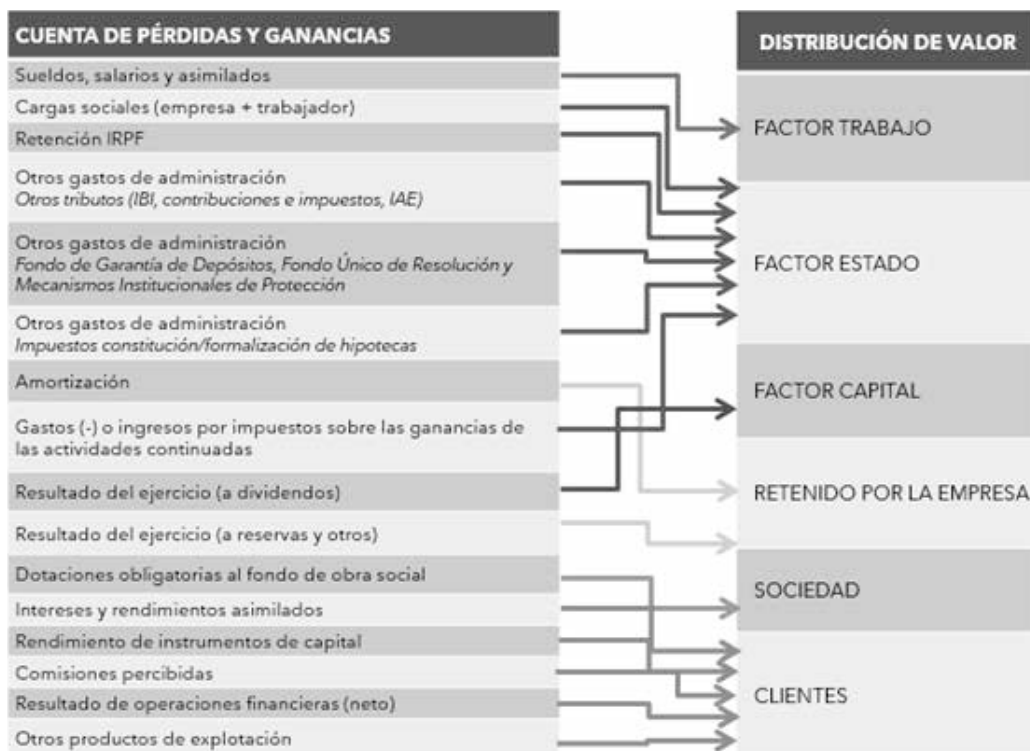 CUENTA DE PÉRDIDAS Y GANANCIAS
Sueldos, salarios y asimilados
Cargas sociales (empresa + trabajador)
Retención IRPF
Otros gastos de administración
Otros tributos (IBI, contribuciones e impuestos, IAE)
Otros gastos de administración
Fondo de Garantía de Depósitos, Fondo Único de Resolución y
Mecanismos Institucionales de Protección
Otros gastos de administración
Impuestos constitución/formalización de hipotecas
Amortización
Gastos (-) o ingresos por impuestos sobre las ganancias de
las actividades continuadas
Resultado del ejercicio (a dividendos)
Resultado del ejercicio (a reservas y otros)
Dotaciones obligatorias al fondo de obra social
Intereses y rendimientos asimilados
Rendimiento de instrumentos de capital
Comisiones percibidas
Resultado de operaciones financieras (neto)
Otros productos de explotación
DISTRIBUCIÓN DE VALOR
FACTOR TRABAJO
FACTOR ESTADO
FACTOR CAPITAL
RETENIDO POR LA EMPRESA
SOCIEDAD
CLIENTES